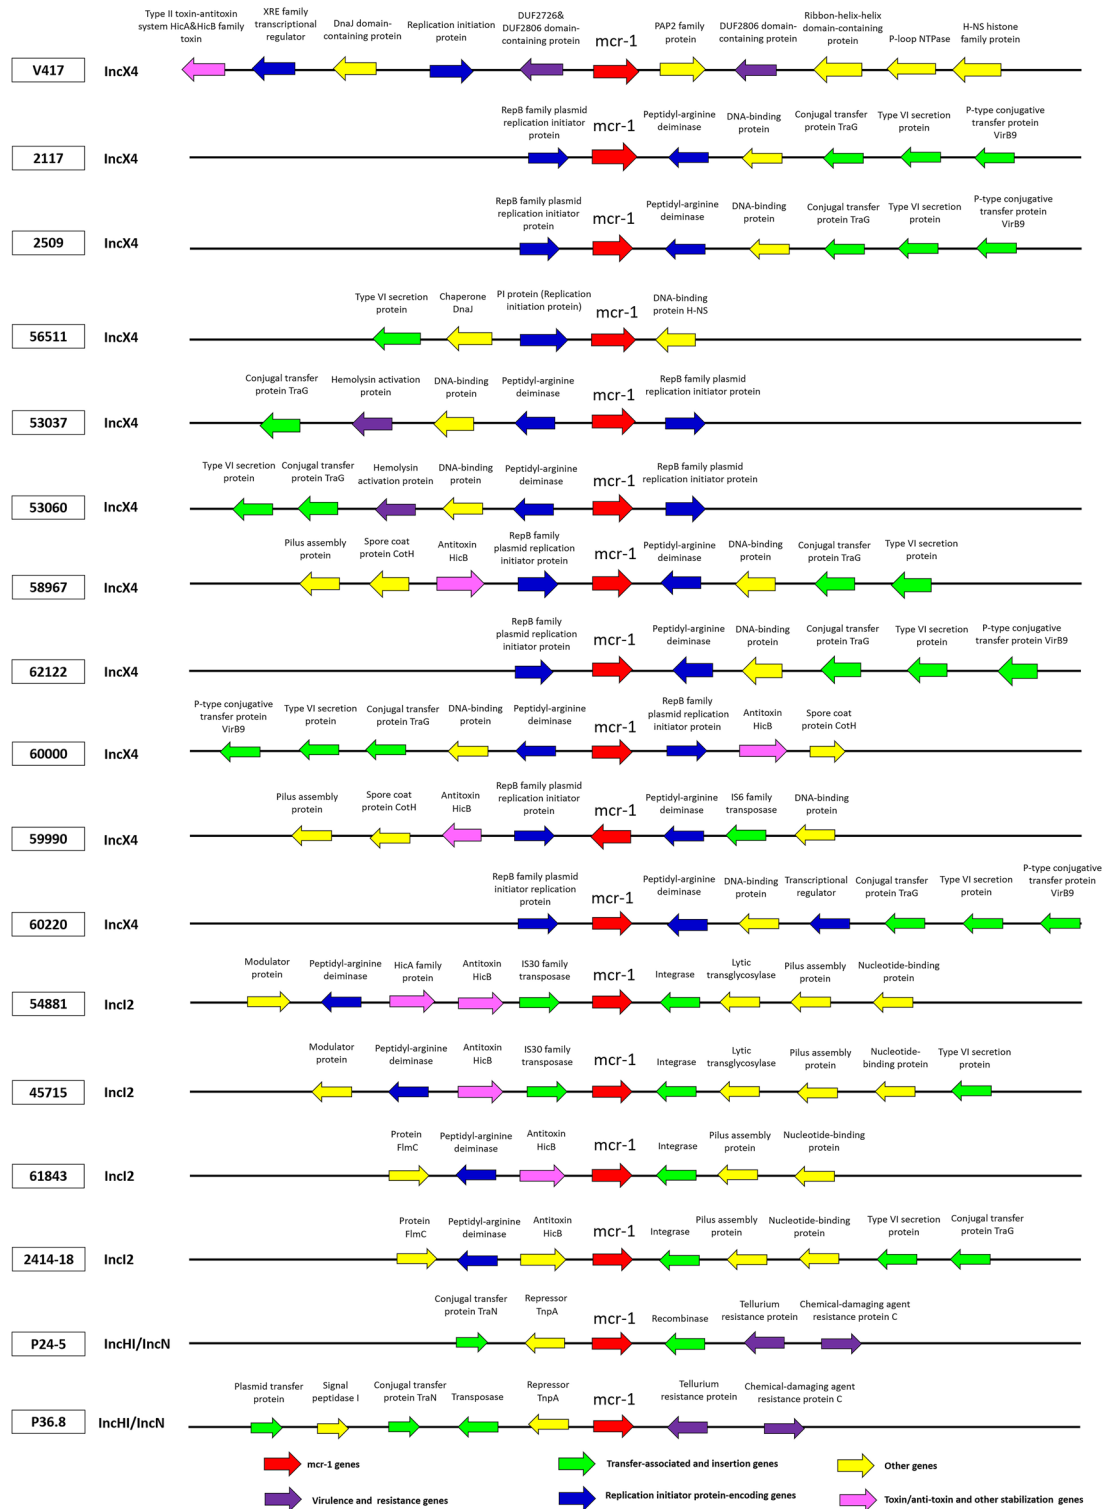 Type II toxin-antitoxin
system HicA&HicB family
toxin
XRE family
transcriptional
regulator
DnaJ domain-
containing protein
Replication initiation
protein
DUF2726&
DUF2806 domain-
containing protein
mcr-1
PAP2 family
protein
DUF2806 domain-
containing protein
Ribbon-helix-helix
domain-containing
protein
P-loop NTPase
H-NS histone
family protein
V417
IncX4
RepB family plasmid
replication initiator
protein
mcr-1
Peptidyl-arginine
deiminase
DNA-binding
protein
Conjugal transfer
protein TraG
Type VI secretion
protein
P-type conjugative
transfer protein
VirB9
2117
IncX4
RepB family plasmid
replication initiator
protein
mcr-1
Peptidyl-arginine
deiminase
DNA-binding
protein
Conjugal transfer
protein TraG
Type VI secretion
protein
P-type conjugative
transfer protein
VirB9
2509
IncX4
Type VI secretion
protein
Chaperone
DnaJ
PI protein (Replication
initiation protein)
mcr-1
DNA-binding
protein H-NS
56511
IncX4
Conjugal transfer
protein TraG
Hemolysin activation
protein
DNA-binding
protein
Peptidyl-arginine
deiminase
mcr-1
RepB family plasmid
replication initiator protein
53037
IncX4
Type VI secretion
protein
Conjugal transfer
protein TraG
Hemolysin
activation protein
DNA-binding
protein
Peptidyl-arginine
deiminase
mcr-1
RepB family plasmid
replication initiator protein
53060
IncX4
Pilus assembly
protein
Spore coat
protein CotH
Antitoxin
HicB
RepB family
plasmid replication
initiator protein
mcr-1
Peptidyl-arginine
deiminase
DNA-binding
protein
Conjugal transfer
protein TraG
Type VI secretion
protein
58967
IncX4
RepB family
plasmid replication
initiator protein
mcr-1
Peptidyl-arginine
deiminase
DNA-binding
protein
Conjugal transfer
protein TraG
Type VI secretion
protein
P-type conjugative
transfer protein VirB9
62122
IncX4
P-type conjugative
transfer protein
VirB9
Type VI secretion
protein
Conjugal transfer
protein TraG
DNA-binding
protein
Peptidyl-arginine
deiminase
mcr-1
RepB family
plasmid replication
initiator protein
Antitoxin
HicB
Spore coat
protein CotH
60000
IncX4
Pilus assembly
protein
Spore coat
protein CotH
Antitoxin
HicB
RepB family plasmid
replication initiator
protein
mcr-1
Peptidyl-arginine
deiminase
IS6 family
transposase
DNA-binding
protein
59990
IncX4
RepB family plasmid
initiator replication
protein
mcr-1
Peptidyl-arginine
deiminase
DNA-binding
protein
Transcriptional
regulator
Conjugal transfer
protein TraG
Type VI secretion
protein
P-type conjugative
transfer protein
VirB9
60220
IncX4
Modulator
protein
Peptidyl-arginine
deiminase
HicA family
protein
Antitoxin
HicB
IS30 family
transposase
mcr-1
Integrase
Lytic
transglycosylase
Pilus assembly
protein
Nucleotide-binding
protein
54881
IncI2
Modulator
protein
Peptidyl-arginine
deiminase
Antitoxin
HicB
IS30 family
transposase
mcr-1
Integrase
Lytic
transglycosylase
Pilus assembly
protein
Nucleotide-
binding protein
Type VI secretion
protein
45715
IncI2
Protein
FlmC
Peptidyl-arginine
deiminase
Antitoxin
HicB
mcr-1
Integrase
Pilus assembly
protein
Nucleotide-binding
protein
61843
IncI2
Protein
FlmC
Peptidyl-arginine
deiminase
Antitoxin
HicB
mcr-1
Integrase
Pilus assembly
protein
Nucleotide-binding
protein
Type VI secretion
protein
Conjugal transfer
protein TraG
2414-18
IncI2
Conjugal transfer
protein TraN
Repressor
TnpA
mcr-1
Recombinase
Tellurium
resistance protein
Chemical-damaging agent
resistance protein C
P24-5
IncHI/IncN
Plasmid transfer
protein
Signal
peptidase I
Conjugal transfer
protein TraN
Transposase
Repressor
TnpA
mcr-1
Tellurium
resistance protein
Chemical-damaging agent
resistance protein C
P36.8
IncHI/IncN
mcr-1 genes
Transfer-associated and insertion genes
Other genes
Virulence and resistance genes
Replication initiator protein-encoding genes
Toxin/anti-toxin and other stabilization genes